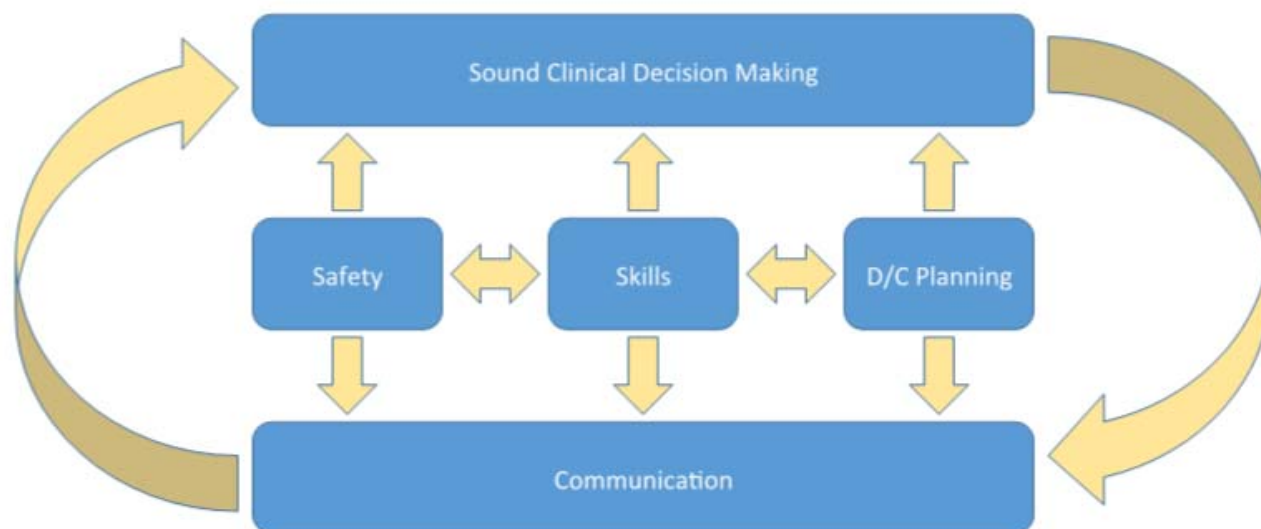 Sound Clinical Decision Making
Safety
Skills
D/C Planning
Communication